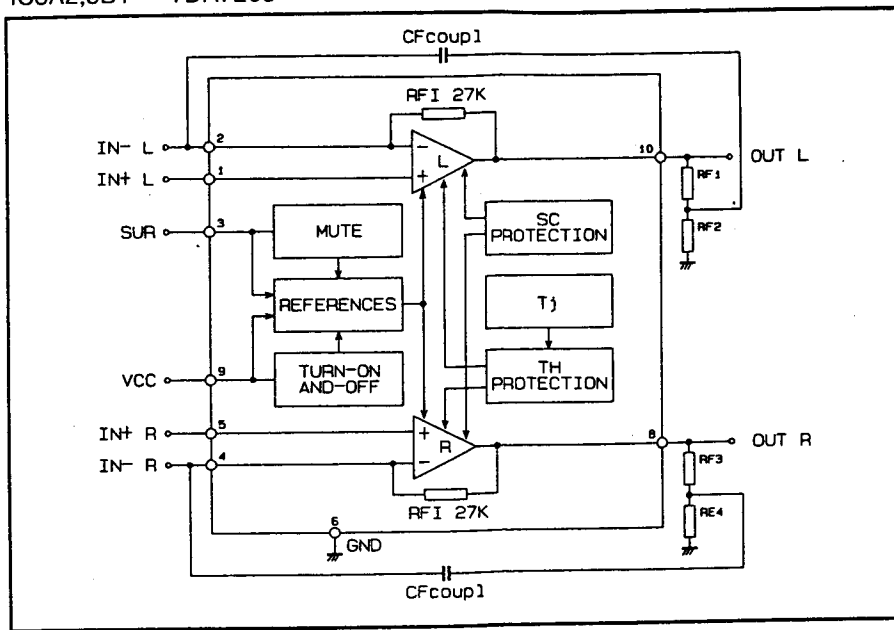 CFcoupl
RFI 27K
IN- L
2
L
10
OUT L
IN+ L
1
RF1
SUR
3
MUTE
SC
PROTECTION
RF2
REFERENCES
Tj
VCC
9
TURN-ON
AND-OFF
TH
PROTECTION
IN+ R
5
R
8
OUT R
IN- R
4
RF3
RFI 27K
RE4
6
GND
CFcoupl